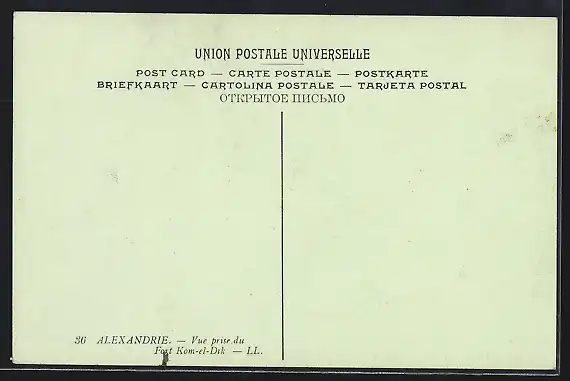 UNION POSTALE UNIVERSELLE
POST CARD — CARTE POSTALE — POSTKARTE
BRIEFKAART — CARTOLINA POSTALE — TARJETA POSTAL
ОТКРЫТОЕ ПИСЬМО
36 ALEXANDRIE. — Vue prise du
Fort Kom-el-Dik — LL.